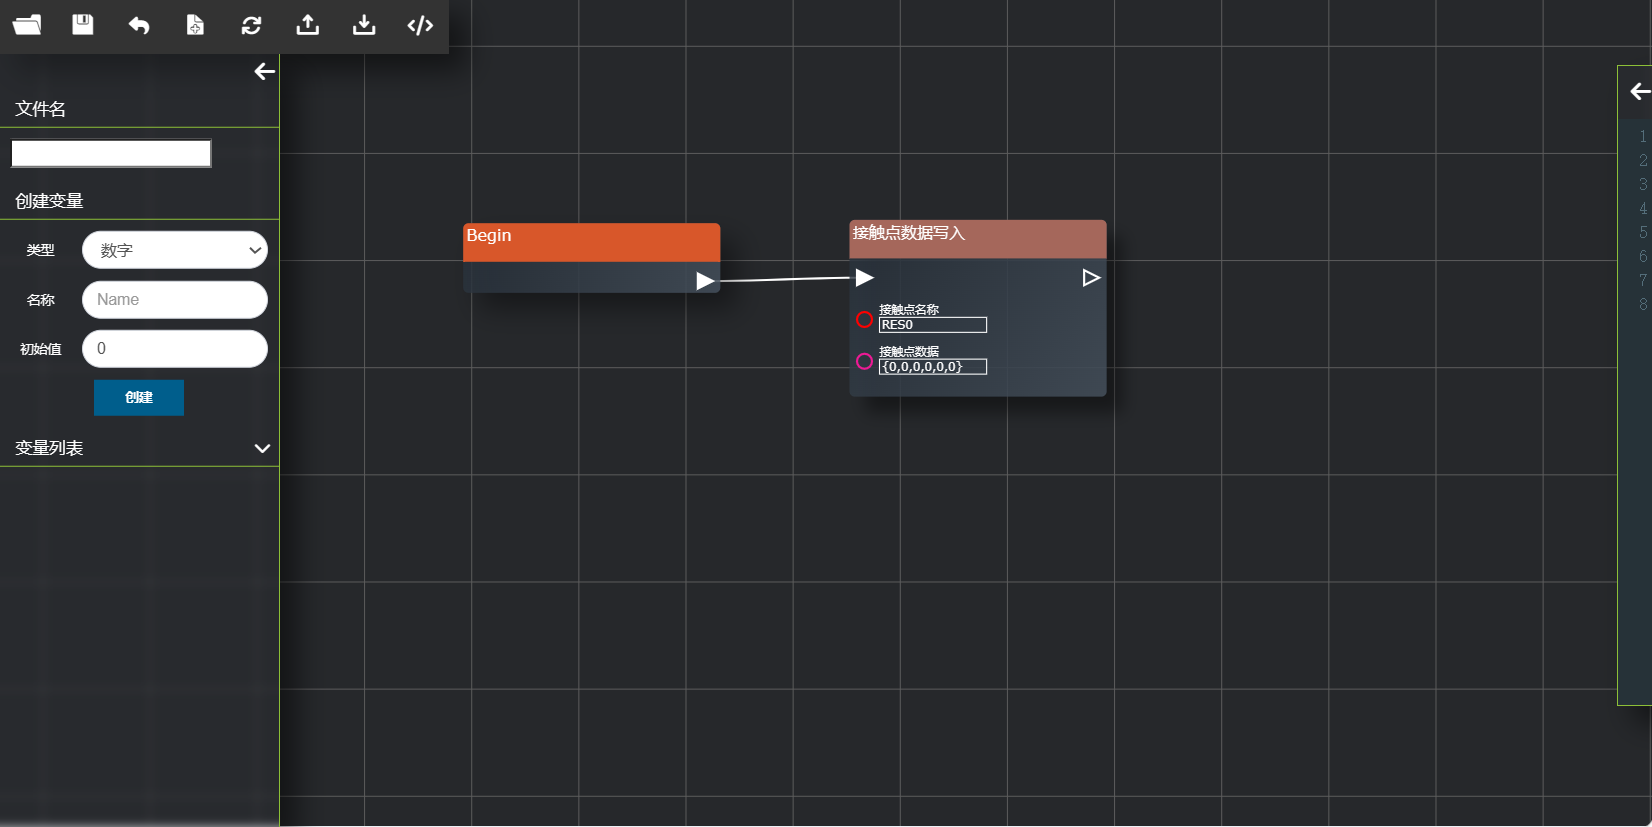 文件名
创建变量
类型
数字
名称
Name
初始值
0
创建
变量列表
Begin
接触点数据写入
接触点名称
RES0
接触点数据
{0,0,0,0,0,0}
1
2
3
4
5
6
7
8